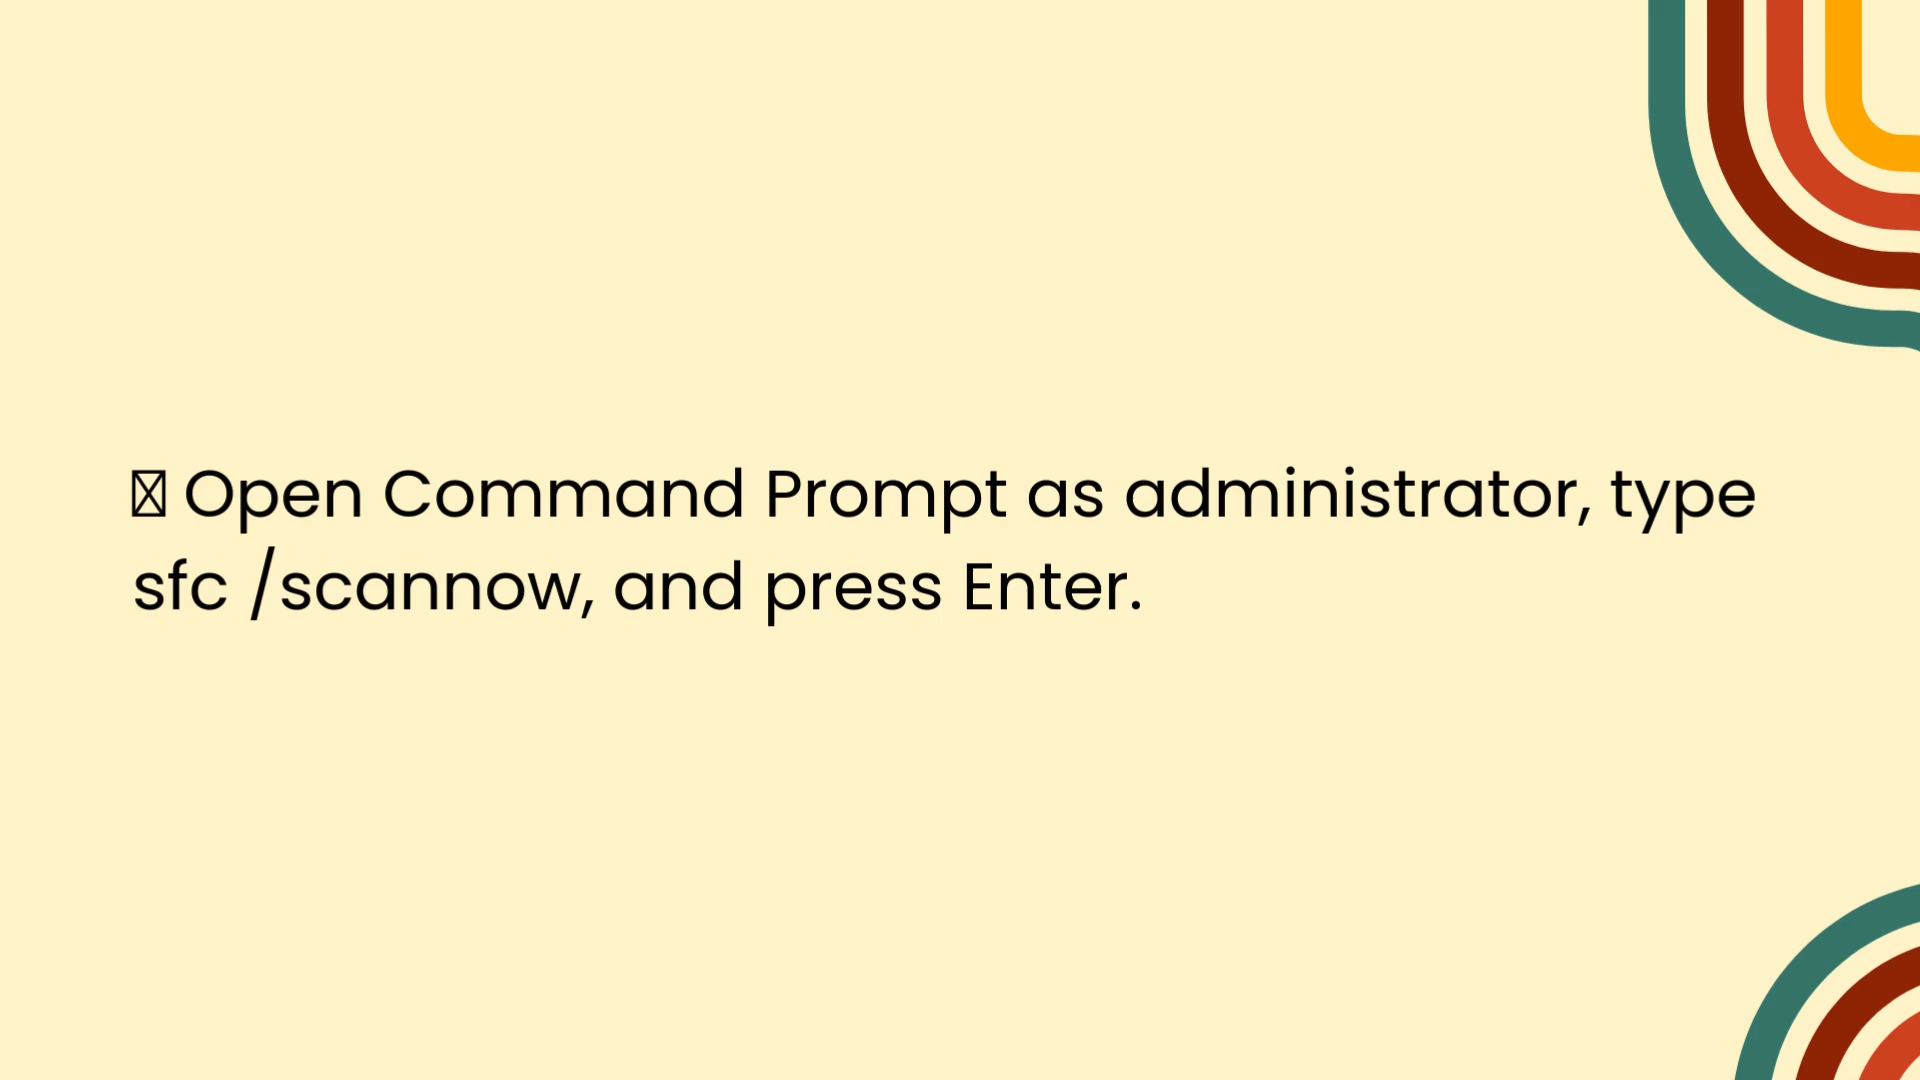 Open Command Prompt as administrator, type
sfc /scannow, and press Enter.